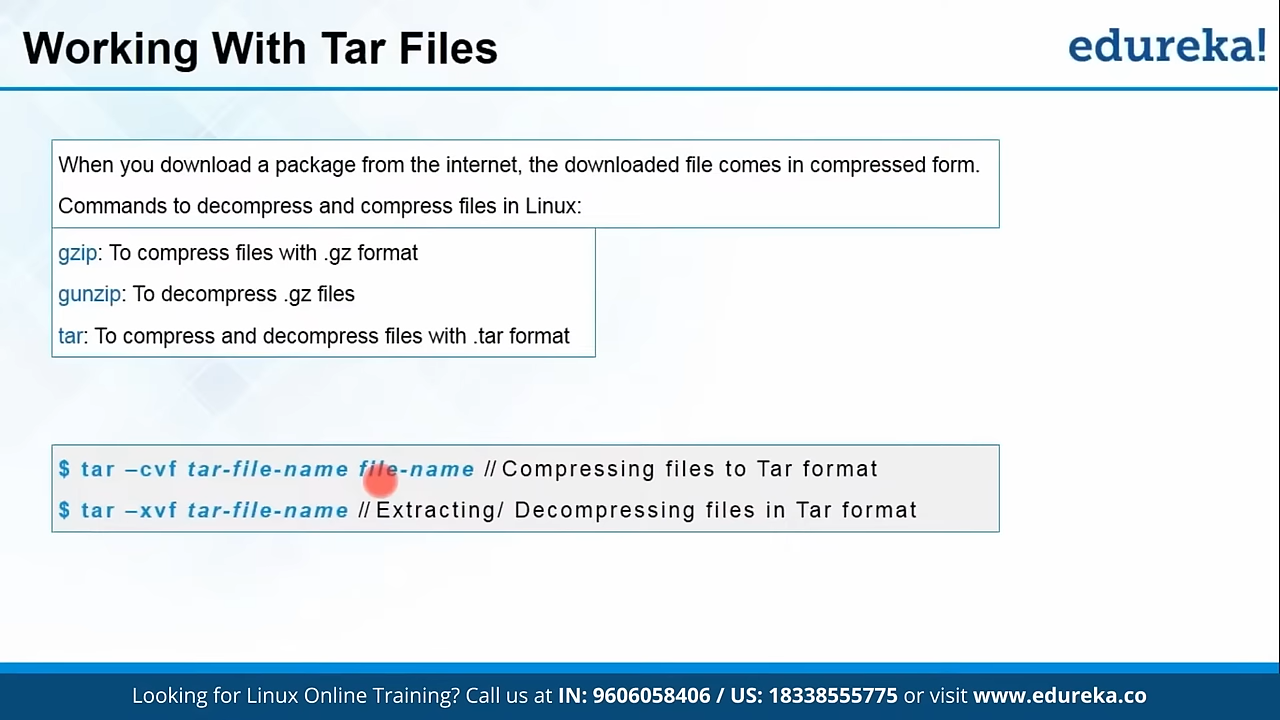 Working With Tar Files
edureka!
When you download a package from the internet, the downloaded file comes in compressed form.
Commands to decompress and compress files in Linux:
gzip: To compress files with .gz format
gunzip: To decompress .gz files
tar: To compress and decompress files with .tar format
$ tar –cvf tar-file-name file-name // Compressing files to Tar format
$ tar –xvf tar-file-name // Extracting/ Decompressing files in Tar format
Looking for Linux Online Training? Call us at IN: 9606058406 / US: 18338555775 or visit www.edureka.co